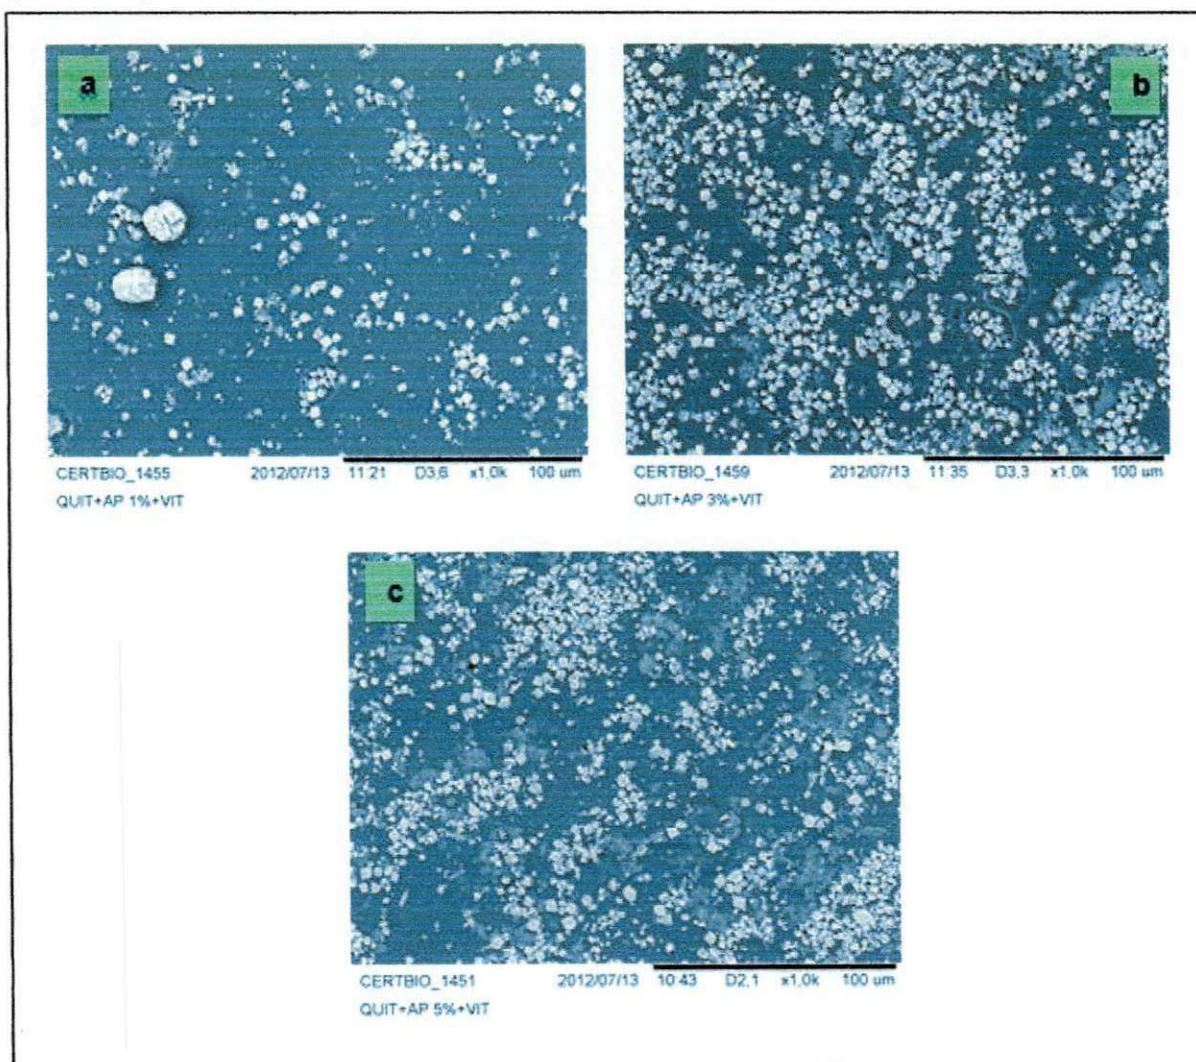 a
b
CERTBIO_1455 2012/07/13 11:21 D3,6 x1,0k 100 um
QUIT+AP 1%+VIT
CERTBIO_1459 2012/07/13 11:35 D3,3 x1,0k 100 um
QUIT+AP 3%+VIT
c
CERTBIO_1451 2012/07/13 10:43 D2,1 x1,0k 100 um
QUIT+AP 5%+VIT